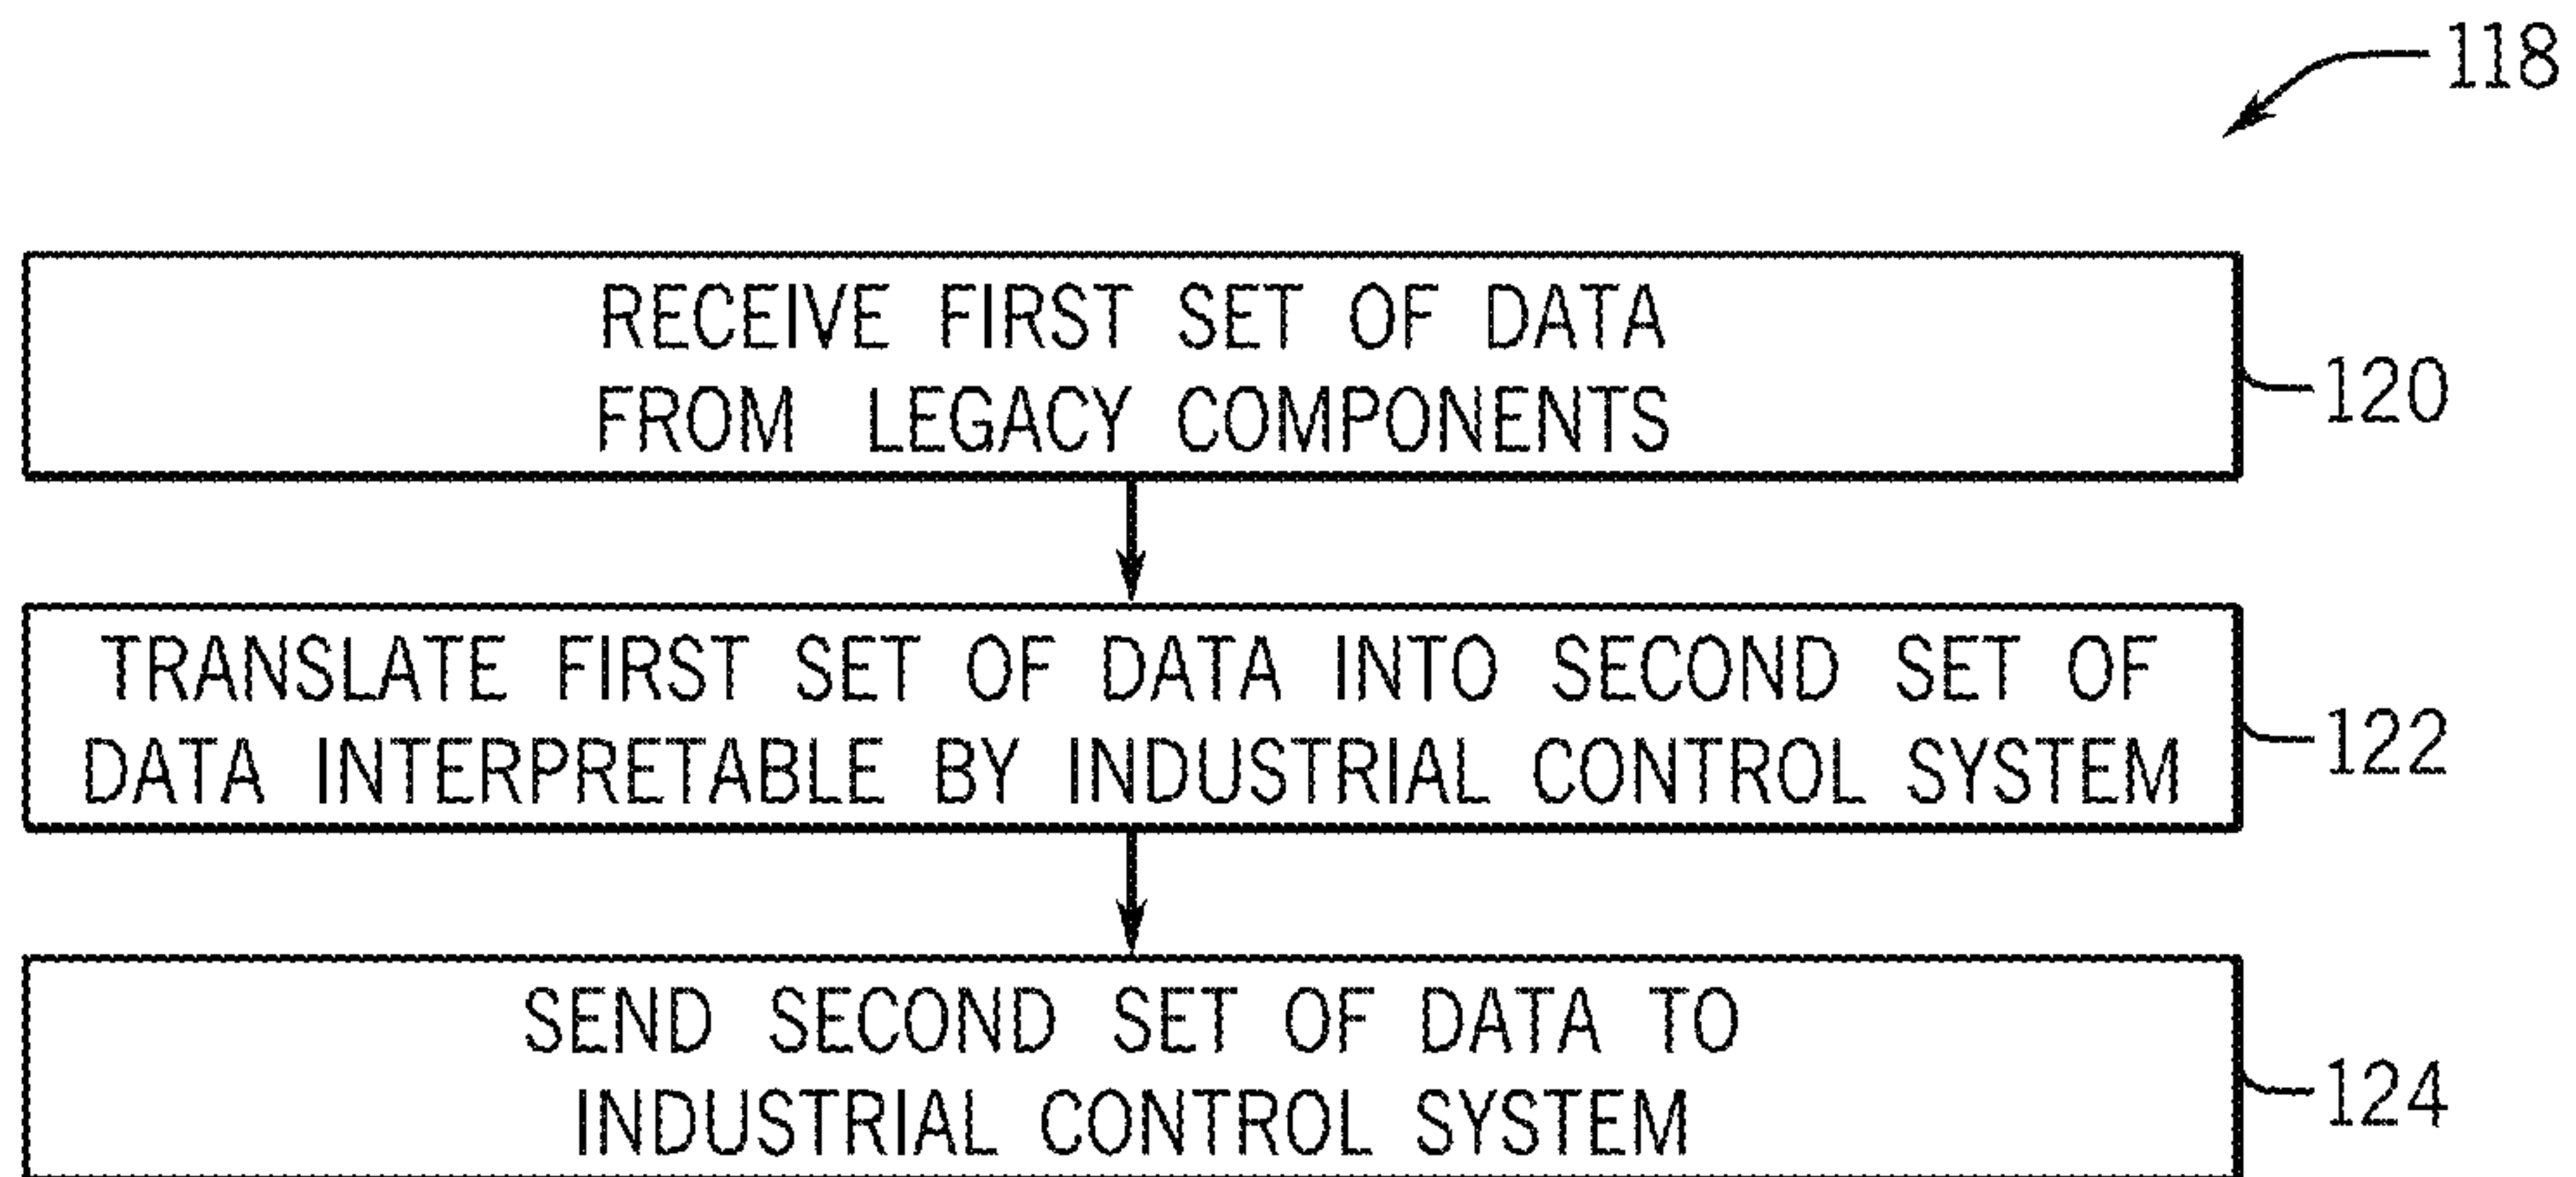 118
RECEIVE FIRST SET OF DATA
FROM LEGACY COMPONENTS
120
TRANSLATE FIRST SET OF DATA INTO SECOND SET OF
DATA INTERPRETABLE BY INDUSTRIAL CONTROL SYSTEM
122
SEND SECOND SET OF DATA TO
INDUSTRIAL CONTROL SYSTEM
124